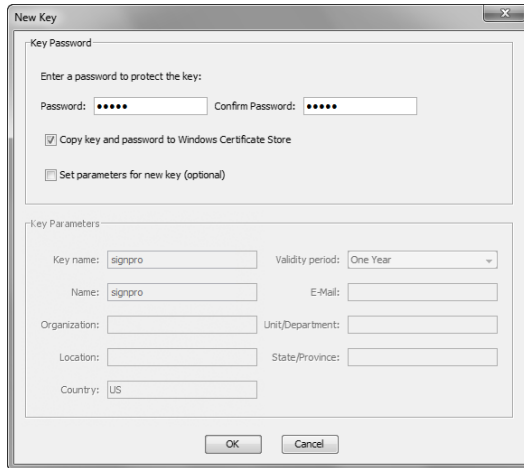 New Key
Key Password
Enter a password to protect the key:
Password: ••••• Confirm Password: •••••
Copy key and password to Windows Certificate Store
Set parameters for new key (optional)
Key Parameters
Key name: signpro Validity period: One Year
Name: signpro E-Mail:
Organization: Unit/Department:
Location: State/Province:
Country: US
OK Cancel